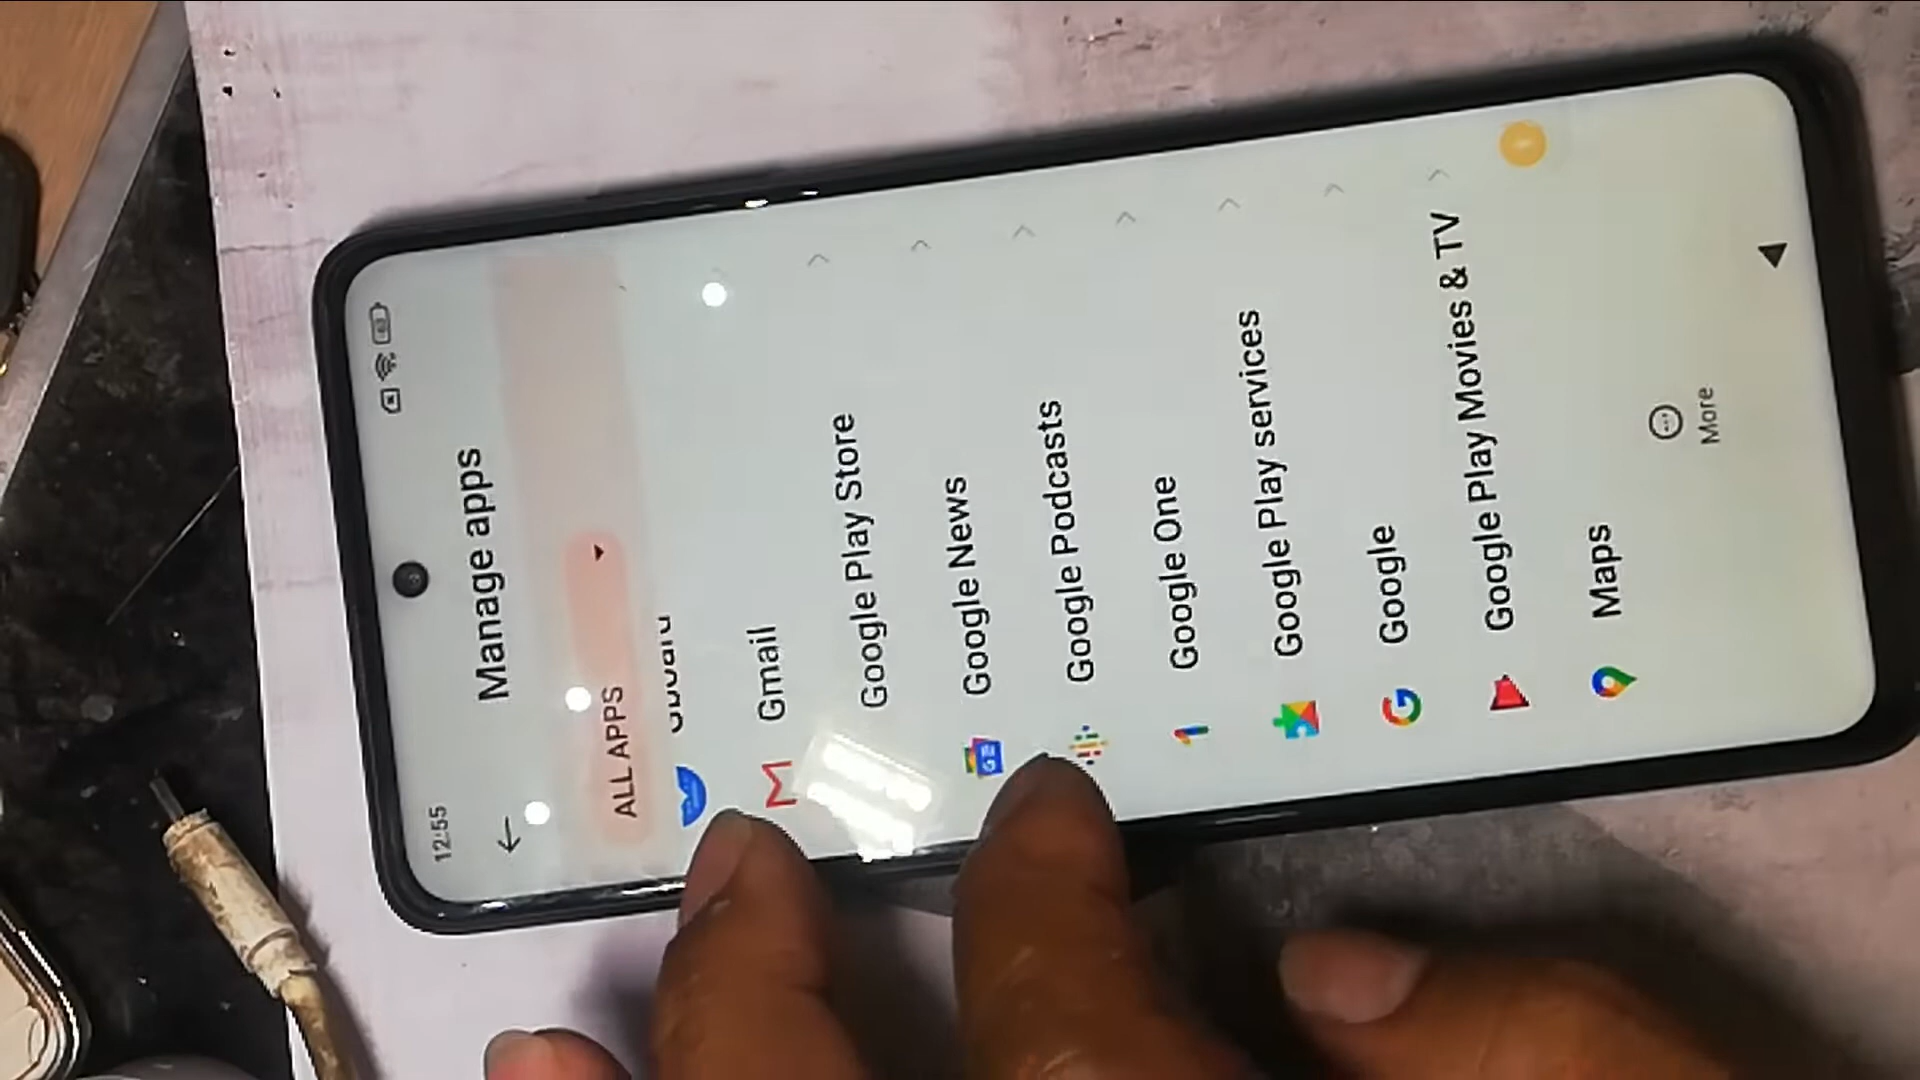 12:55
Manage apps
ALL APPS
Gboard
Gmail
Google Play Store
Google News
Google Podcasts
Google One
Google Play services
Google
Google Play Movies & TV
Maps
More